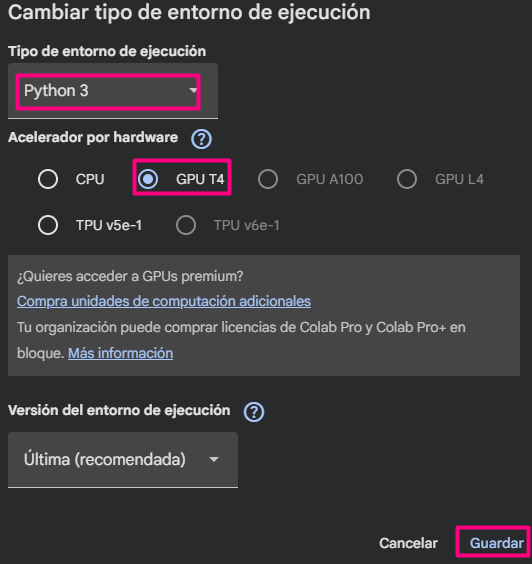 Cambiar tipo de entorno de ejecución
Tipo de entorno de ejecución
Python 3
Acelerador por hardware ?
CPU GPU T4 GPU A100 GPU L4
TPU v5e-1 TPU v6e-1
¿Quieres acceder a GPUs premium?
Compra unidades de computación adicionales
Tu organización puede comprar licencias de Colab Pro y Colab Pro+ en
bloque. Más información
Versión del entorno de ejecución ?
Última (recomendada)
Cancelar Guardar